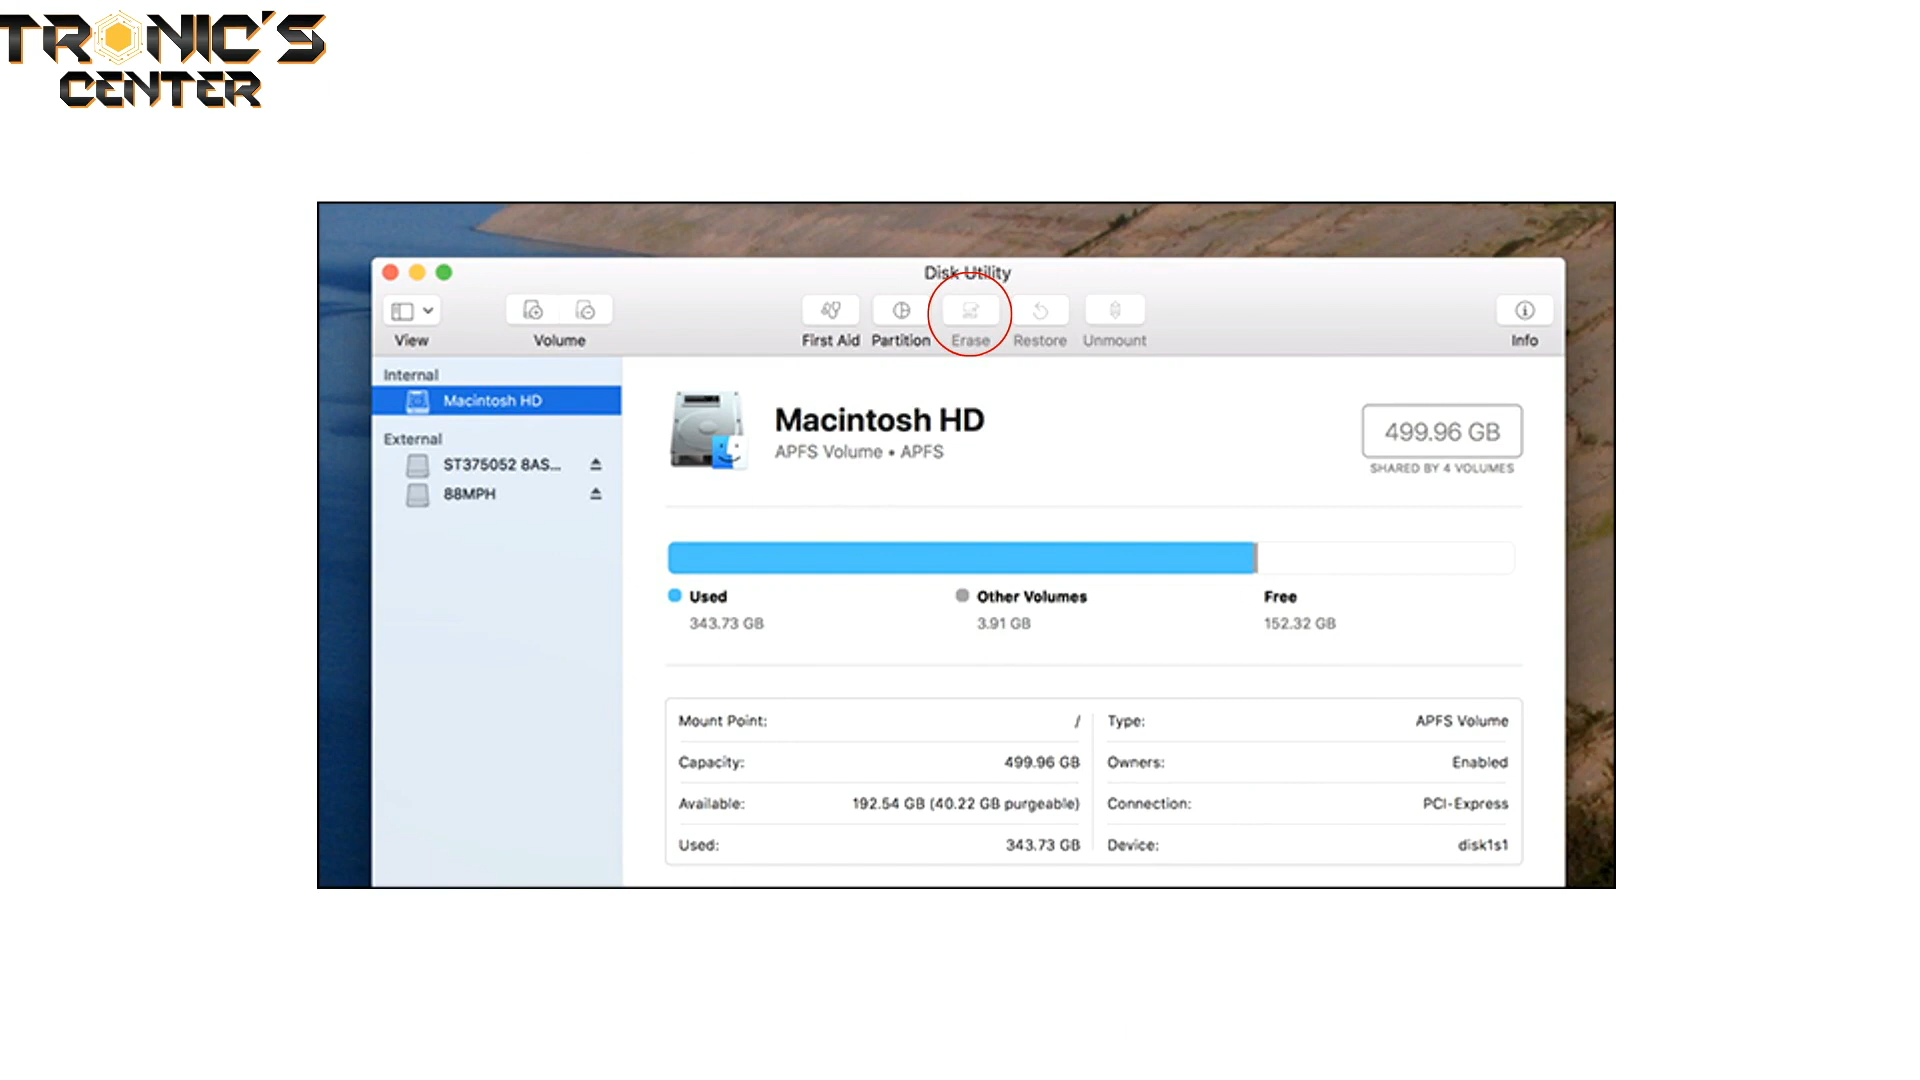 TRONIC'S
CENTER
Disk Utility
View
Volume
First Aid
Partition
Erase
Restore
Unmount
Info
Internal
Macintosh HD
External
ST375052 8AS...
88MPH
Macintosh HD
APFS Volume • APFS
499.96 GB
SHARED BY 4 VOLUMES
Used
343.73 GB
Other Volumes
3.91 GB
Free
152.32 GB
Mount Point: /
Type: APFS Volume
Capacity: 499.96 GB
Owners: Enabled
Available: 192.54 GB (40.22 GB purgeable)
Connection: PCI-Express
Used: 343.73 GB
Device: disk1s1